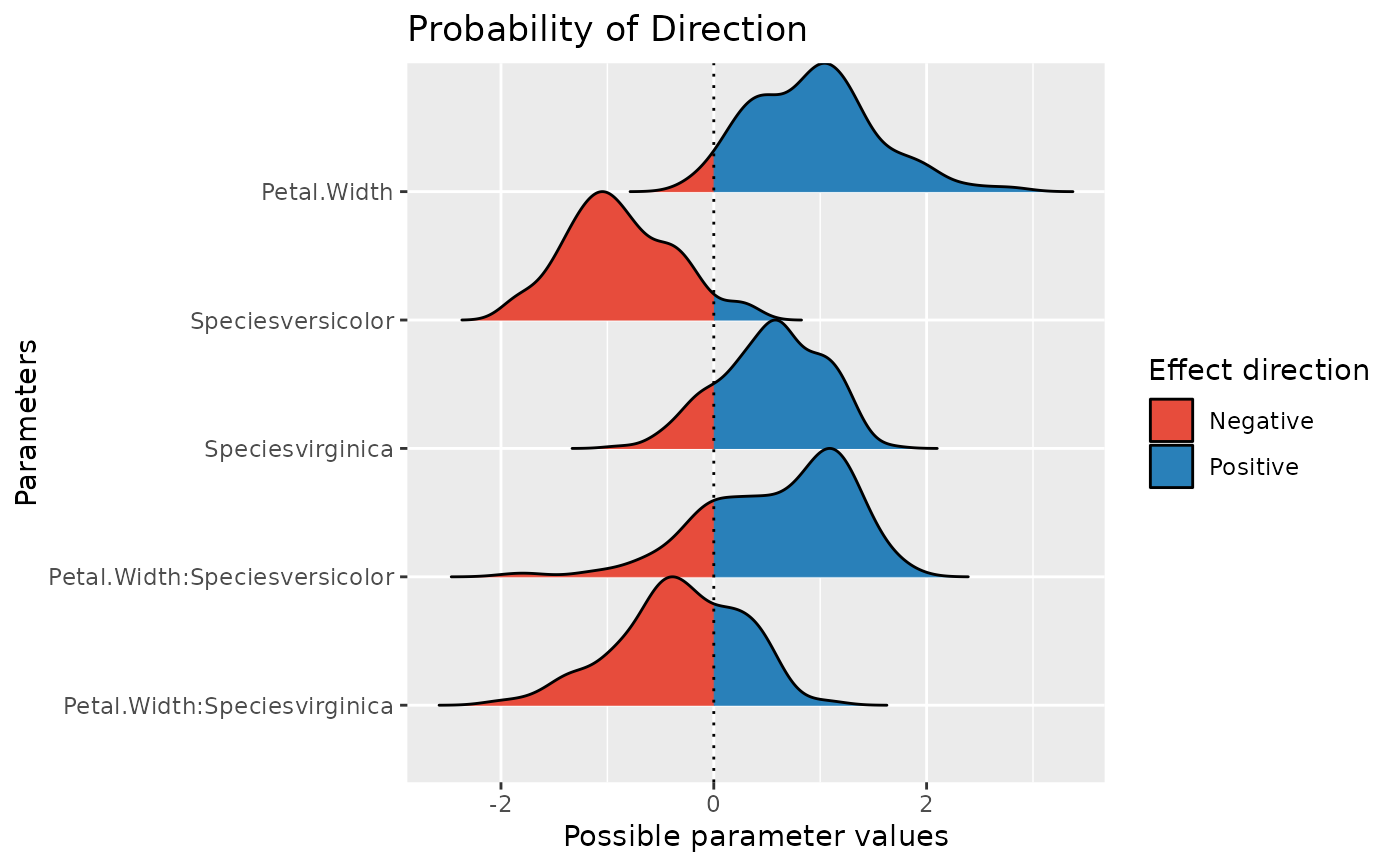 Probability of Direction
Petal.Width
Speciesversicolor
Speciesvirginica
Petal.Width:Speciesversicolor
Petal.Width:Speciesvirginica
Parameters
-2
0
2
Possible parameter values
Effect direction
Negative
Positive